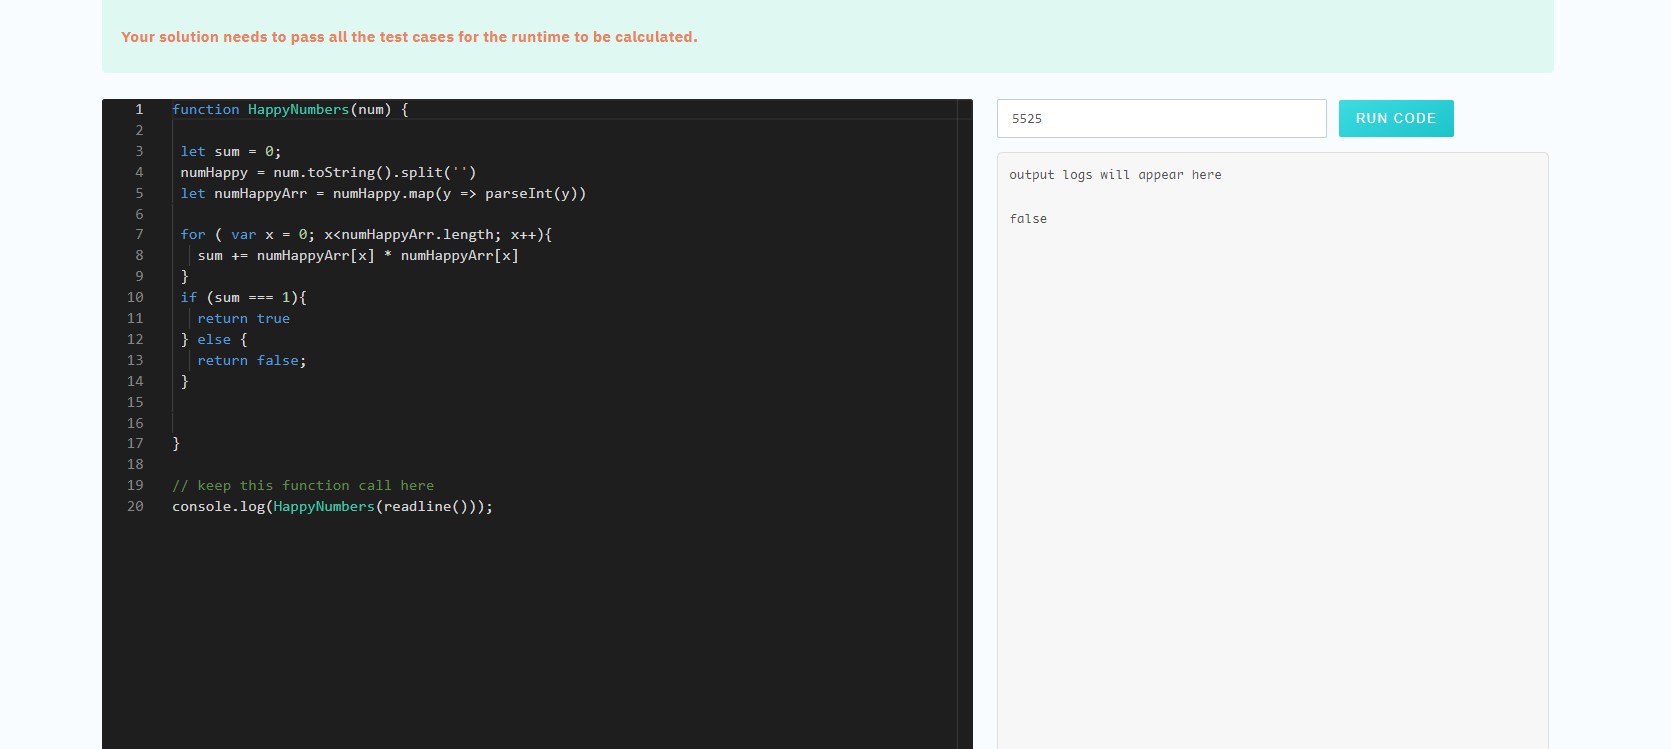 Your solution needs to pass all the test cases for the runtime to be calculated.
1 function HappyNumbers(num) {
2
3 let sum = 0;
4 numHappy = num.toString().split('')
5 let numHappyArr = numHappy.map(y => parseInt(y))
6
7 for ( var x = 0; x<numHappyArr.length; x++){
8 sum += numHappyArr[x] * numHappyArr[x]
9 }
10 if (sum === 1){
11 return true
12 } else {
13 return false;
14 }
15
16
17 }
18
19 // keep this function call here
20 console.log(HappyNumbers(readline()));
5525
RUN CODE
output logs will appear here
false